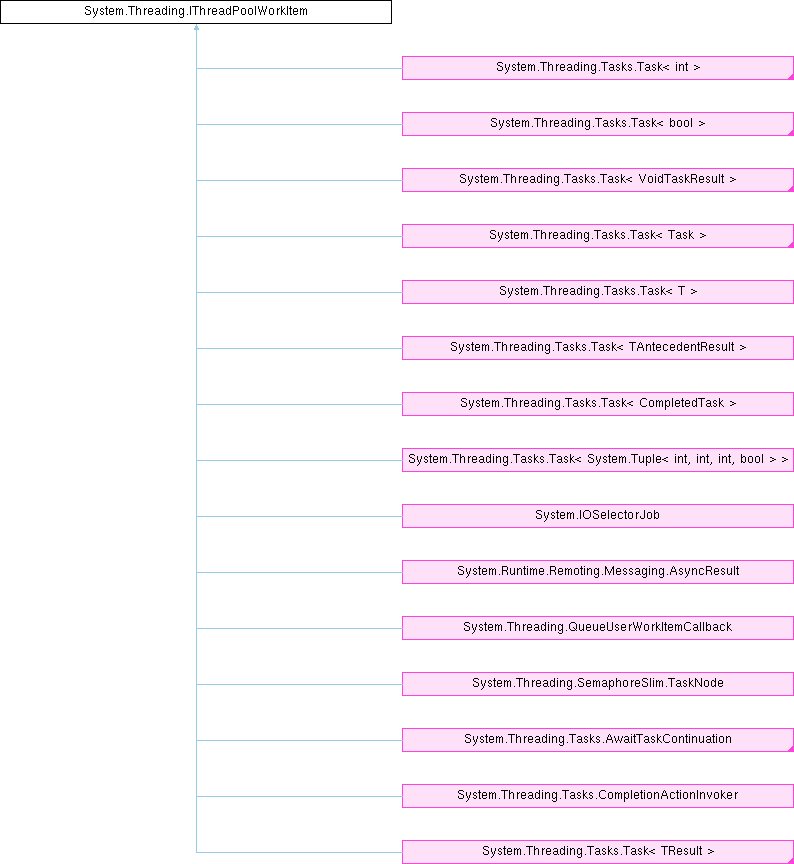 System.Threading.IThreadPoolWorkItem
System.Threading.Tasks.Task< int >
System.Threading.Tasks.Task< bool >
System.Threading.Tasks.Task< VoidTaskResult >
System.Threading.Tasks.Task< Task >
System.Threading.Tasks.Task< T >
System.Threading.Tasks.Task< TAntecedentResult >
System.Threading.Tasks.Task< CompletedTask >
System.Threading.Tasks.Task< System.Tuple< int, int, int, bool > >
System.IOSelectorJob
System.Runtime.Remoting.Messaging.AsyncResult
System.Threading.QueueUserWorkItemCallback
System.Threading.SemaphoreSlim.TaskNode
System.Threading.Tasks.AwaitTaskContinuation
System.Threading.Tasks.CompletionActionInvoker
System.Threading.Tasks.Task< TResult >